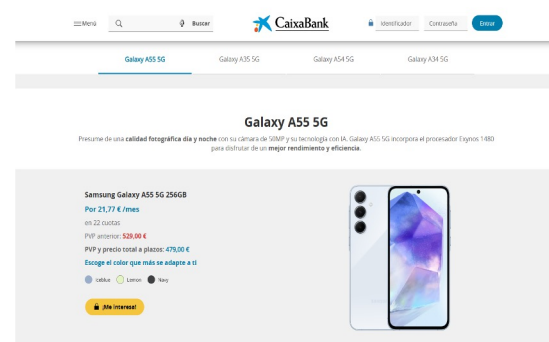 Menú
Buscar
CaixaBank
Identificador
Contraseña
Entrar
Galaxy A55 5G
Galaxy A35 5G
Galaxy A54 5G
Galaxy A34 5G
Galaxy A55 5G
Presume de una calidad fotográfica día y noche con su cámara de 50MP y su tecnología con IA. Galaxy A55 5G incorpora el procesador Exynos 1480
para disfrutar de un mejor rendimiento y eficiencia.
Samsung Galaxy A55 5G 256GB
Por 21,77 € /mes
en 22 cuotas
PVP anterior: 529,00 €
PVP y precio total a plazos: 479,00 €
Escoge el color que más se adapte a ti
Iceblue
Lemon
Navy
¡Me interesa!